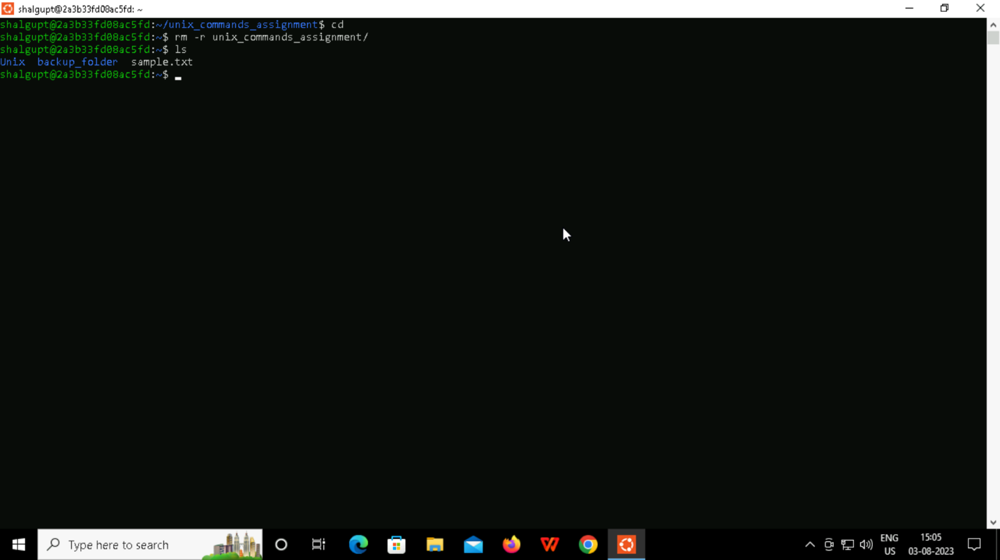 shalgupt@2a3b33fd08ac5fd: ~
shalgupt@2a3b33fd08ac5fd:~/unix_commands_assignment$ cd
shalgupt@2a3b33fd08ac5fd:~$ rm -r unix_commands_assignment/
shalgupt@2a3b33fd08ac5fd:~$ ls
Unix  backup_folder  sample.txt
shalgupt@2a3b33fd08ac5fd:~$
Type here to search
ENG
US
15:05
03-08-2023